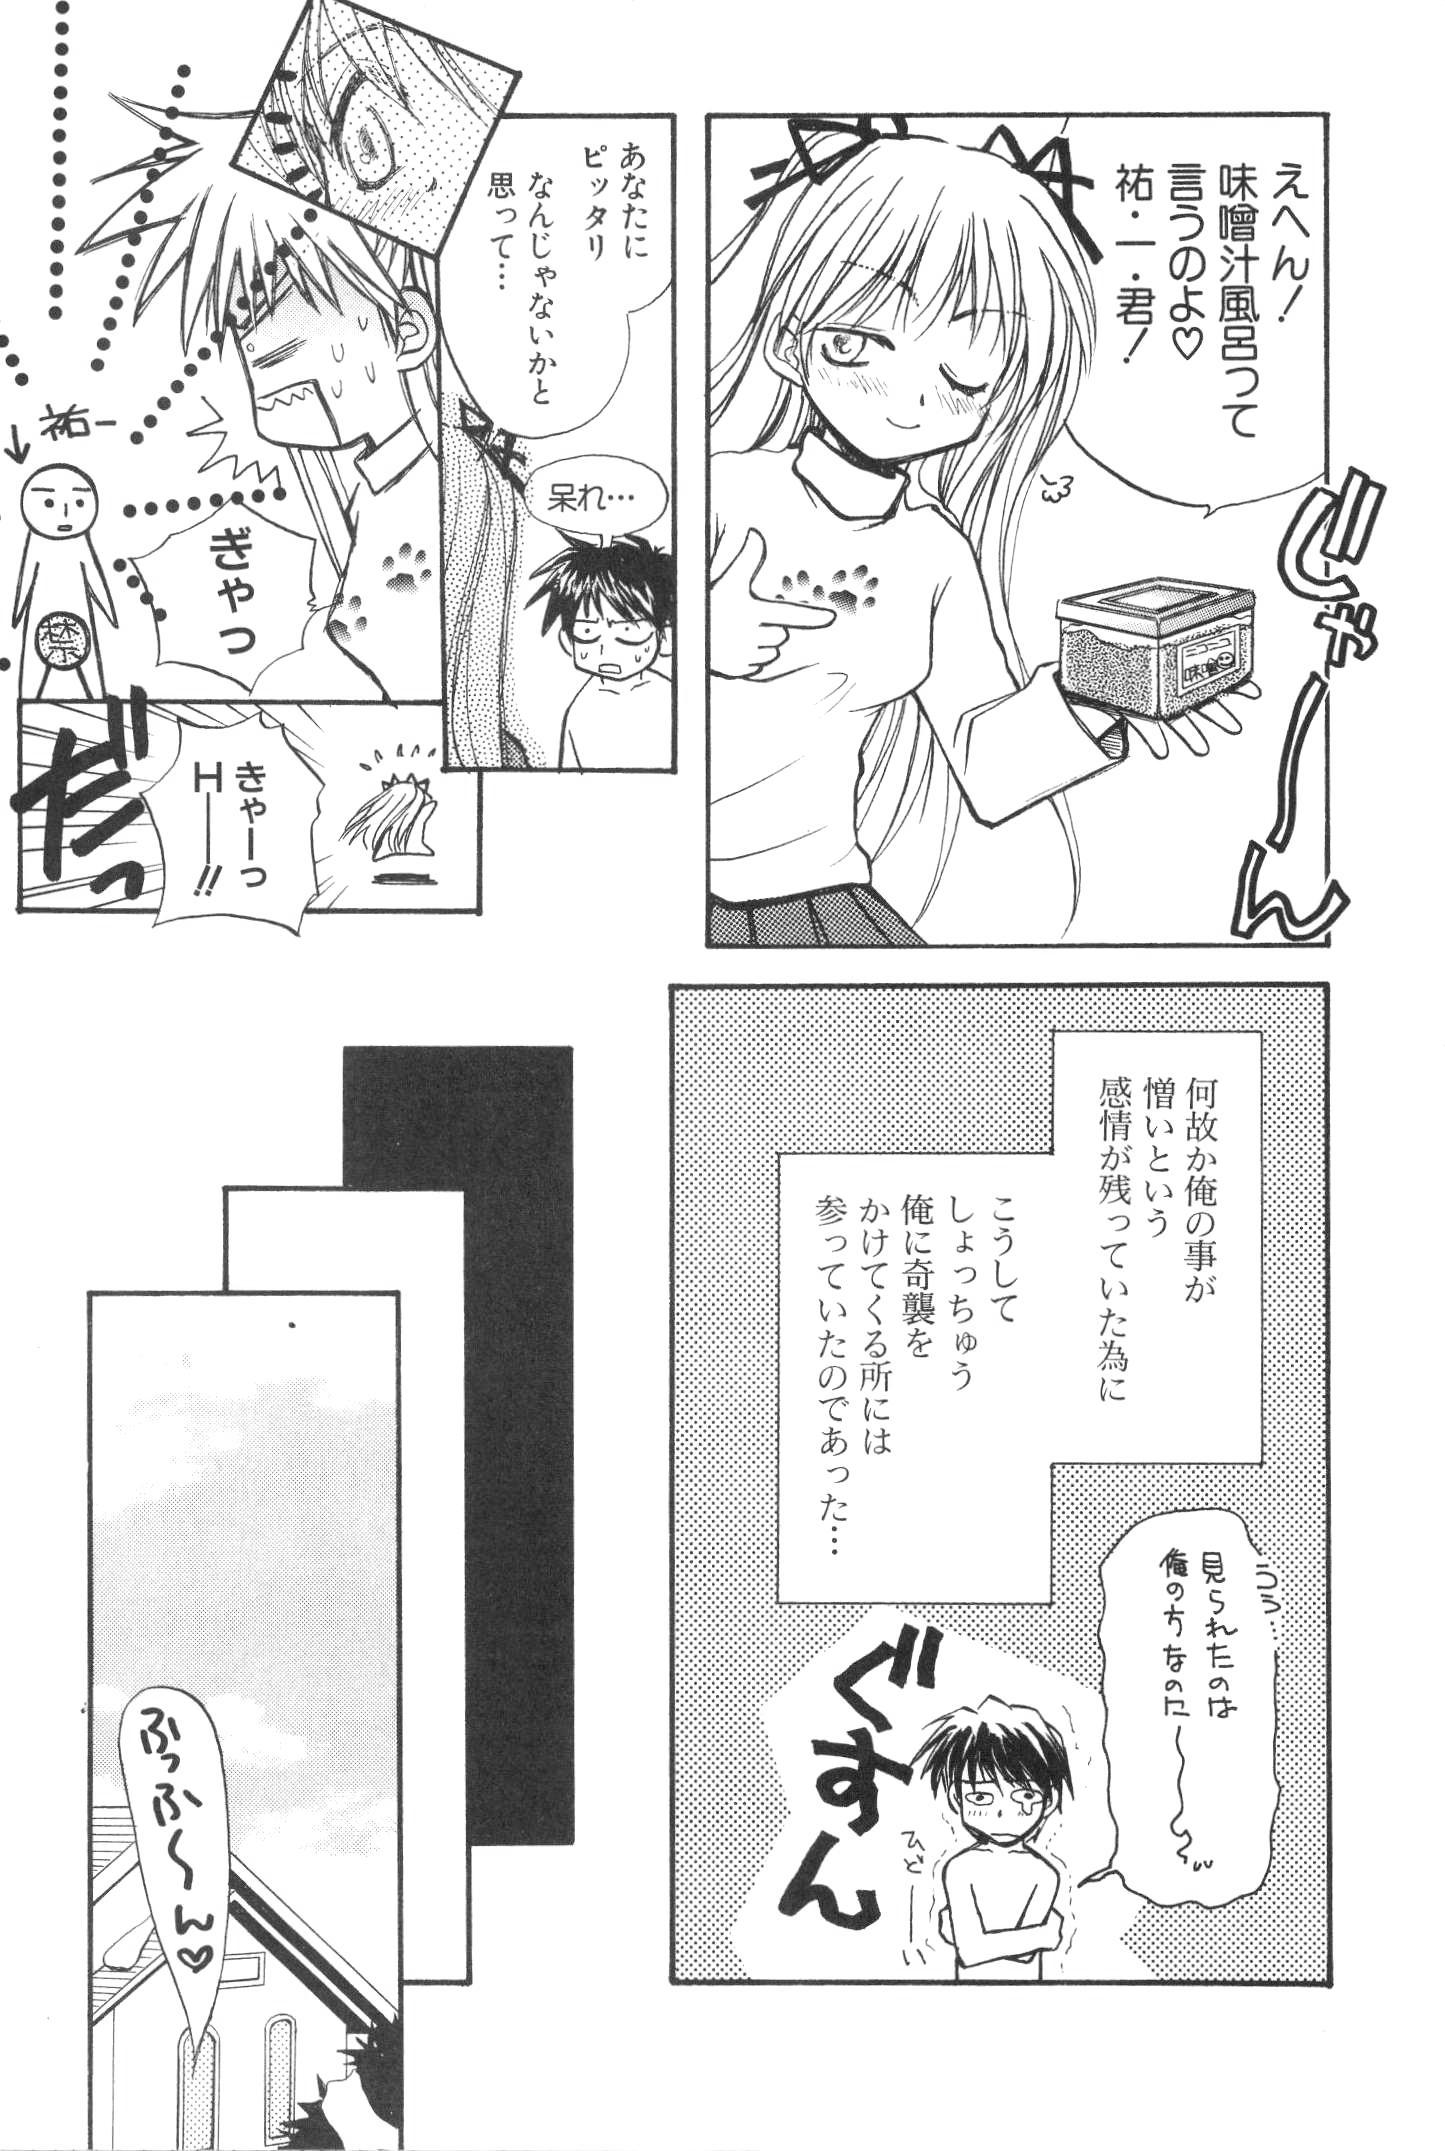 えへん!
味噌汁風呂って
言うのよ♡
祐・一・君!
じゃーん
味噌
あなたに
ピッタリ
なんじゃないかと
思って…
呆れ…
祐一
禁
ぎゃっ
きゃーっ
H——!!
だっ
何故か俺の事が
憎いという
感情が残っていた為に
こうして
しょっちゅう
俺に奇襲を
かけてくる所には
参っていたのであった…
うぅ…
見られたのは
俺の方なのに〜
ぐすん
ひど——い
ふっふ〜ん♡